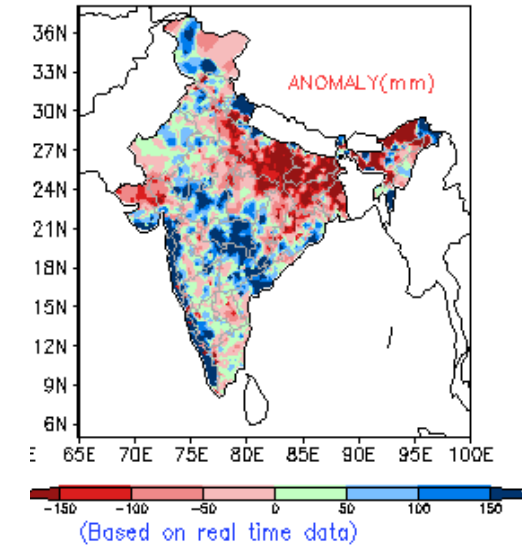 36N
33N
ANOMALY(mm)
30N
27N
24N
21N
18N
15N
12N
9N
6N
E 65E 70E 75E 80E 85E 90E 95E 100E
-150 -100 -50 0 50 100 150
(Based on real time data)